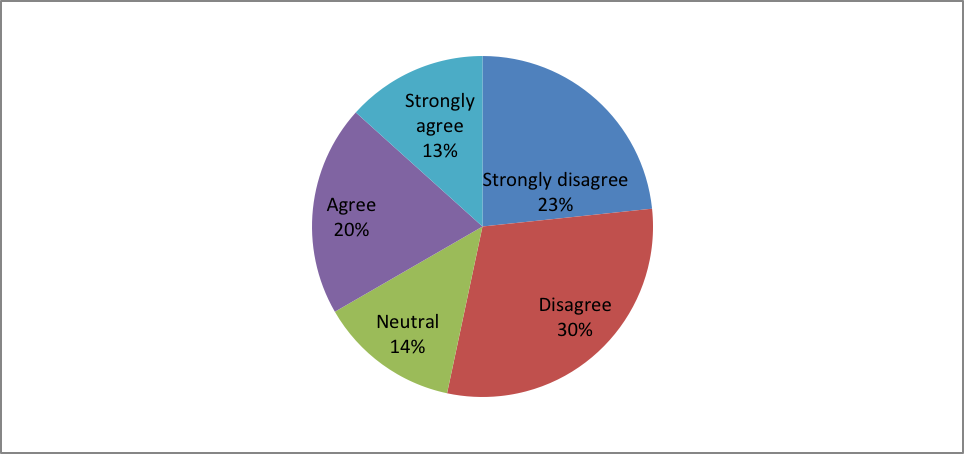 Strongly
agree
13%
Strongly disagree
23%
Agree
20%
Disagree
30%
Neutral
14%